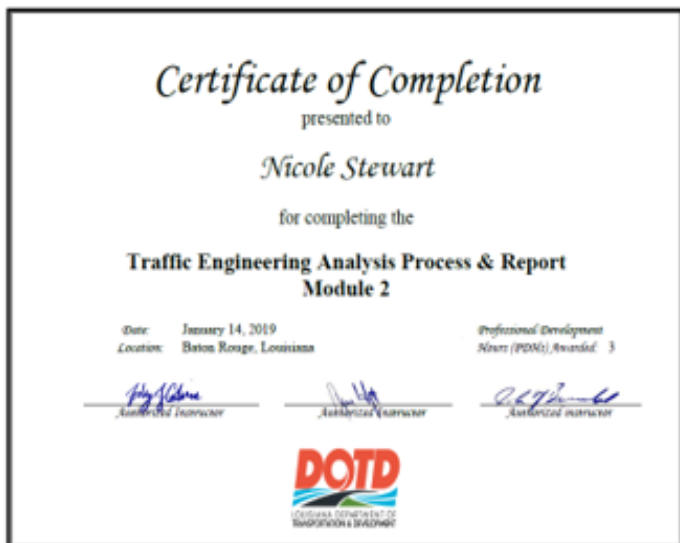 Certificate of Completion
presented to
Nicole Stewart
for completing the
Traffic Engineering Analysis Process & Report
Module 2
Date: January 14, 2019
Location: Baton Rouge, Louisiana
Professional Development
Hours (PDHs) Awarded: 3
Authorized Instructor
Authorized Instructor
Authorized instructor
DOTD
LOUISIANA DEPARTMENT OF
TRANSPORTATION & DEVELOPMENT